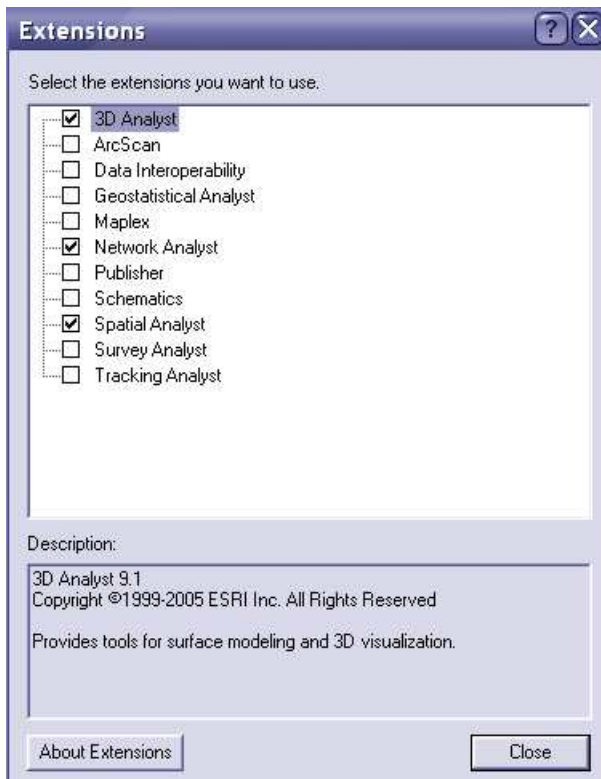 Extensions
Select the extensions you want to use.
3D Analyst
ArcScan
Data Interoperability
Geostatistical Analyst
Maplex
Network Analyst
Publisher
Schematics
Spatial Analyst
Survey Analyst
Tracking Analyst
Description:
3D Analyst 9.1
Copyright ©1999-2005 ESRI Inc. All Rights Reserved
Provides tools for surface modeling and 3D visualization.
About Extensions
Close